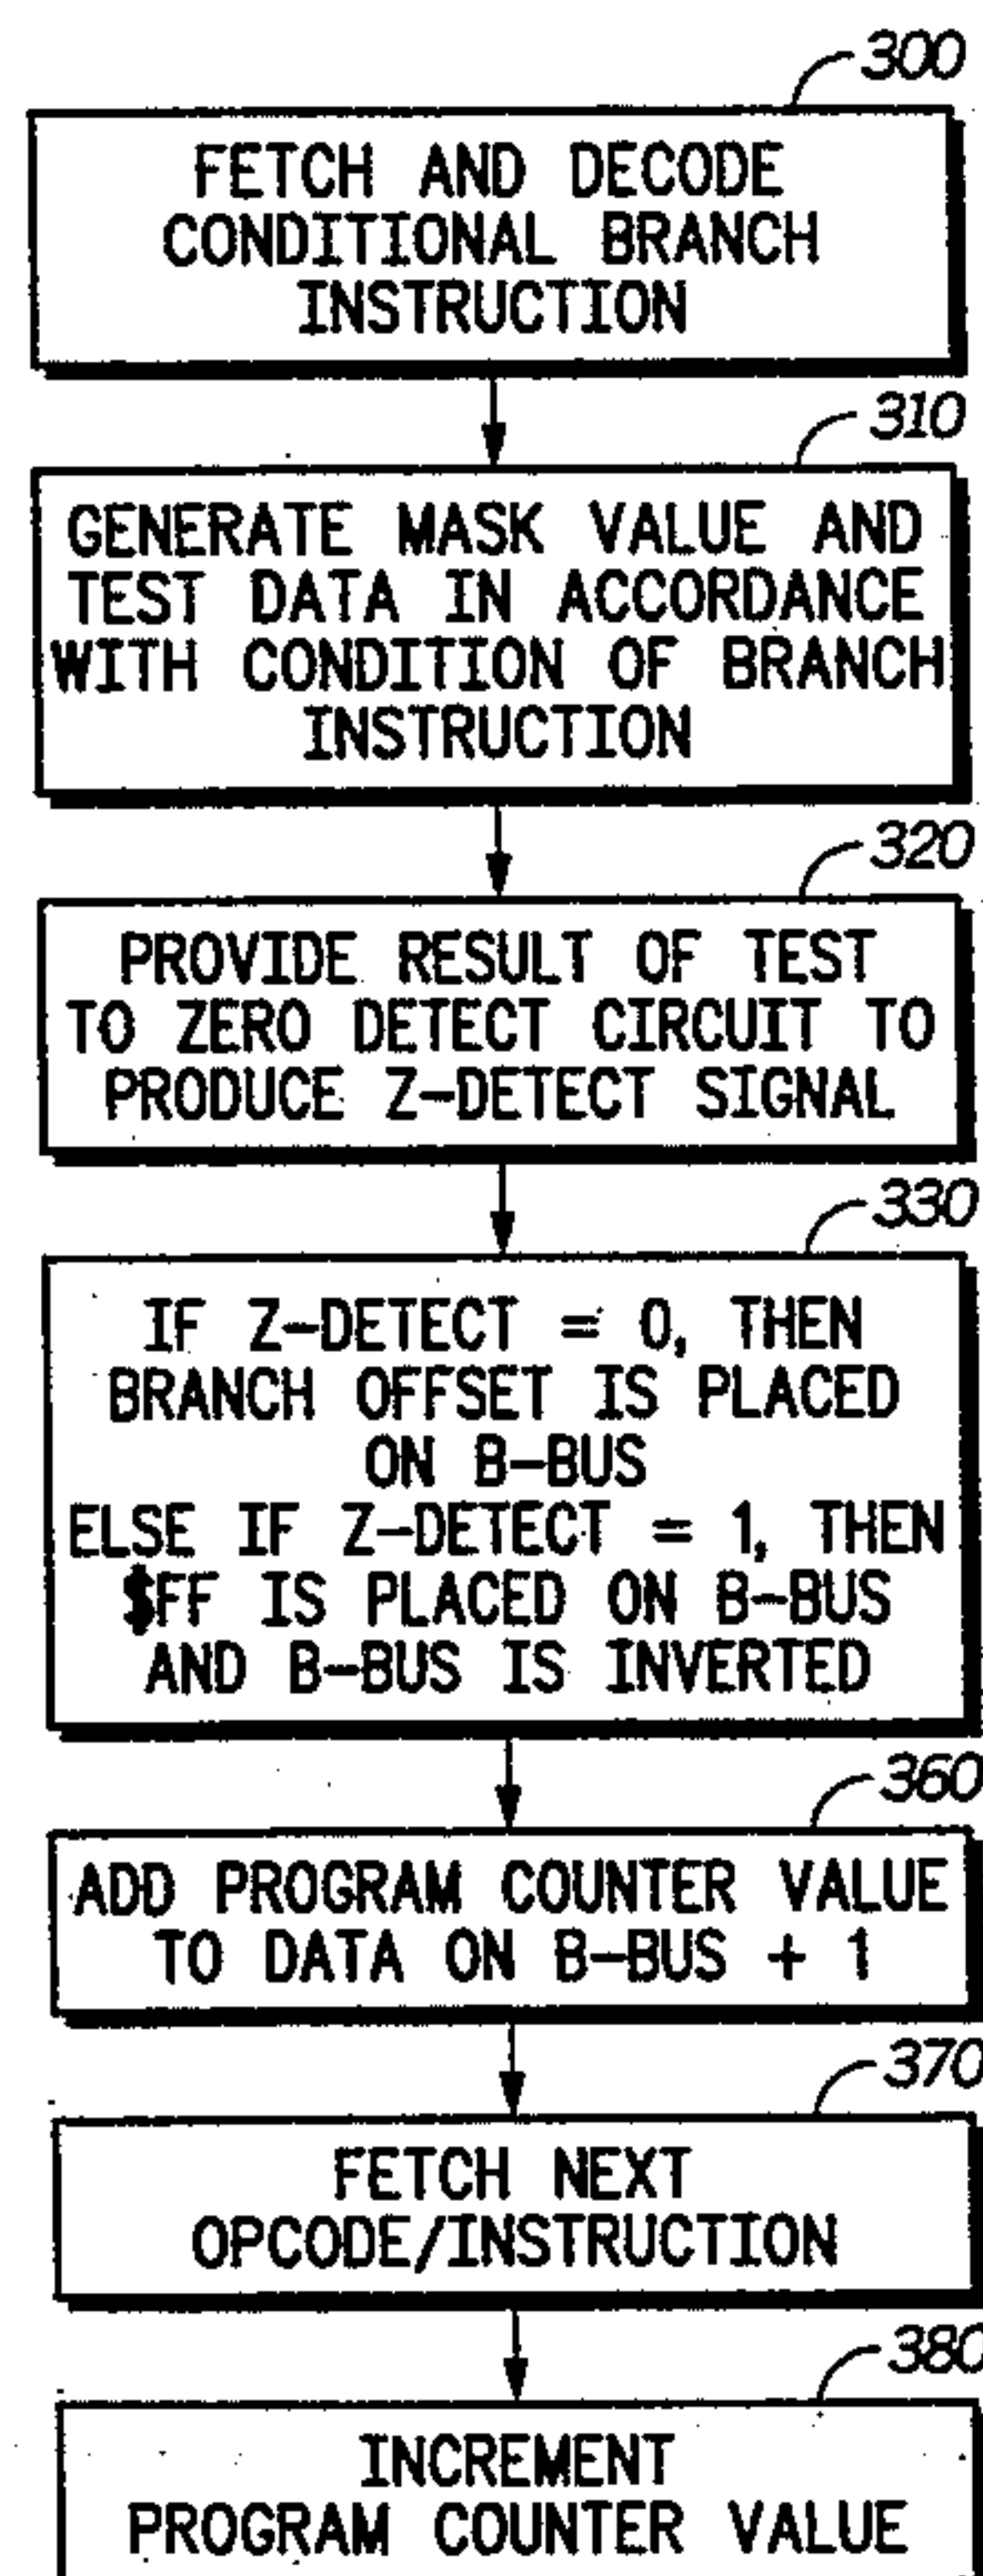 300
FETCH AND DECODE
CONDITIONAL BRANCH
INSTRUCTION
310
GENERATE MASK VALUE AND
TEST DATA IN ACCORDANCE
WITH CONDITION OF BRANCH
INSTRUCTION
320
PROVIDE RESULT OF TEST
TO ZERO DETECT CIRCUIT TO
PRODUCE Z-DETECT SIGNAL
330
IF Z-DETECT = 0, THEN
BRANCH OFFSET IS PLACED
ON B-BUS
ELSE IF Z-DETECT = 1, THEN
$FF IS PLACED ON B-BUS
AND B-BUS IS INVERTED
360
ADD PROGRAM COUNTER VALUE
TO DATA ON B-BUS + 1
370
FETCH NEXT
OPCODE/INSTRUCTION
380
INCREMENT
PROGRAM COUNTER VALUE